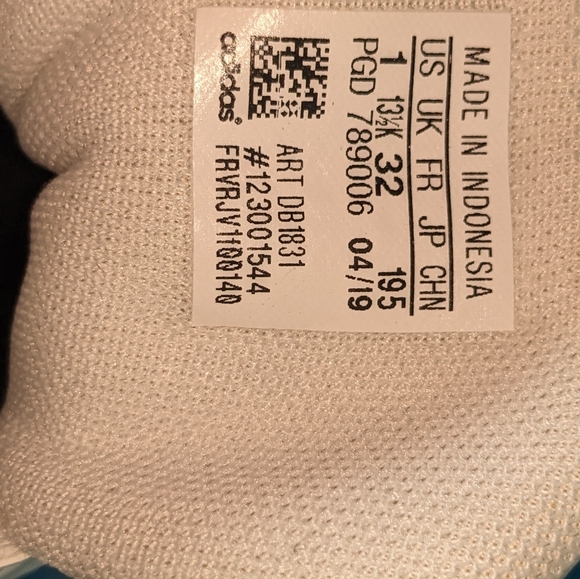 MADE IN INDONESIA
US UK FR JP CHN
1 13½K 32 195
PGD 789006 04/19
ART DB1831
#123001544
adidas®